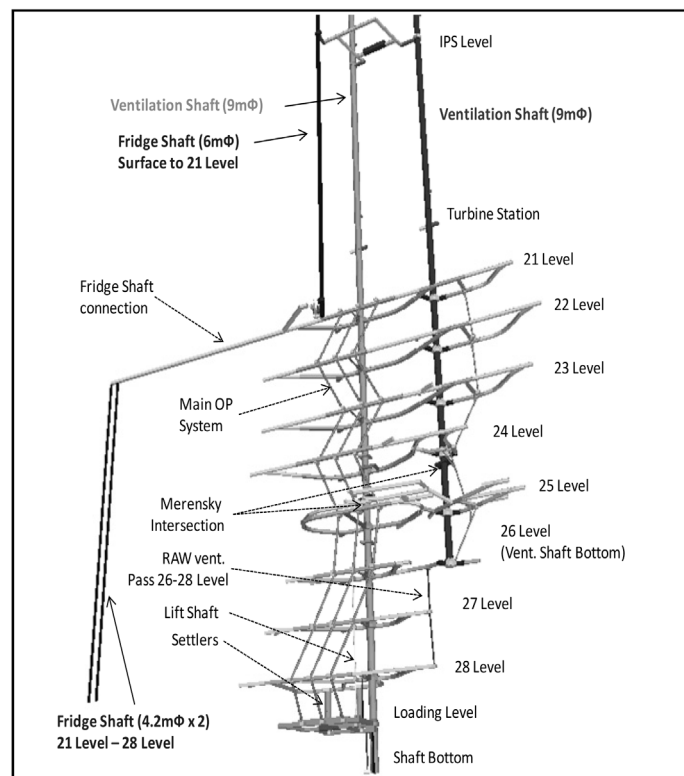 IPS Level
Ventilation Shaft (9mΦ)
Ventilation Shaft (9mΦ)
Fridge Shaft (6mΦ)
Surface to 21 Level
Turbine Station
21 Level
Fridge Shaft
connection
22 Level
23 Level
Main OP
System
24 Level
25 Level
Merensky
Intersection
26 Level
(Vent. Shaft Bottom)
RAW vent.
Pass 26-28 Level
27 Level
Lift Shaft
Settlers
28 Level
Loading Level
Fridge Shaft (4.2mΦ x 2)
21 Level – 28 Level
Shaft Bottom